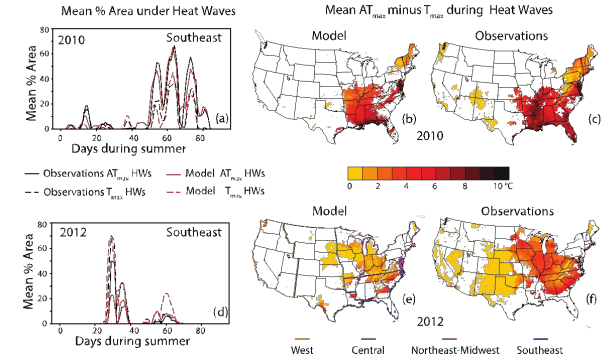 Mean % Area under Heat Waves
Mean ATmax minus Tmax during Heat Waves
2010 Southeast
Mean % Area
80
60
40
20
0
0 20 40 60 80
(a)
Days during summer
Model
(b)
Observations
(c)
2010
Observations ATmax HWs
Model ATmax HWs
Observations Tmax HWs
Model Tmax HWs
0 2 4 6 8 10 °C
2012 Southeast
Mean % Area
80
60
40
20
0
0 20 40 60 80
(d)
Days during summer
Model
(e)
Observations
(f)
2012
West
Central
Northeast-Midwest
Southeast